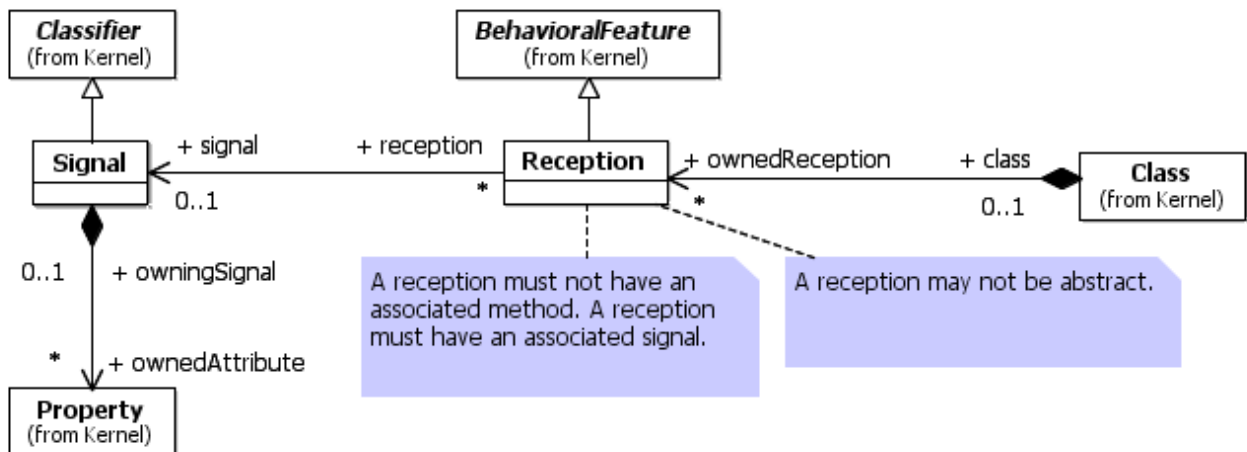 Classifier
(from Kernel)
BehavioralFeature
(from Kernel)
Signal
+ signal
+ reception
Reception
+ ownedReception
+ class
Class
(from Kernel)
0..1
*
*
0..1
0..1
+ owningSignal
A reception must not have an
associated method. A reception
must have an associated signal.
A reception may not be abstract.
*
+ ownedAttribute
Property
(from Kernel)